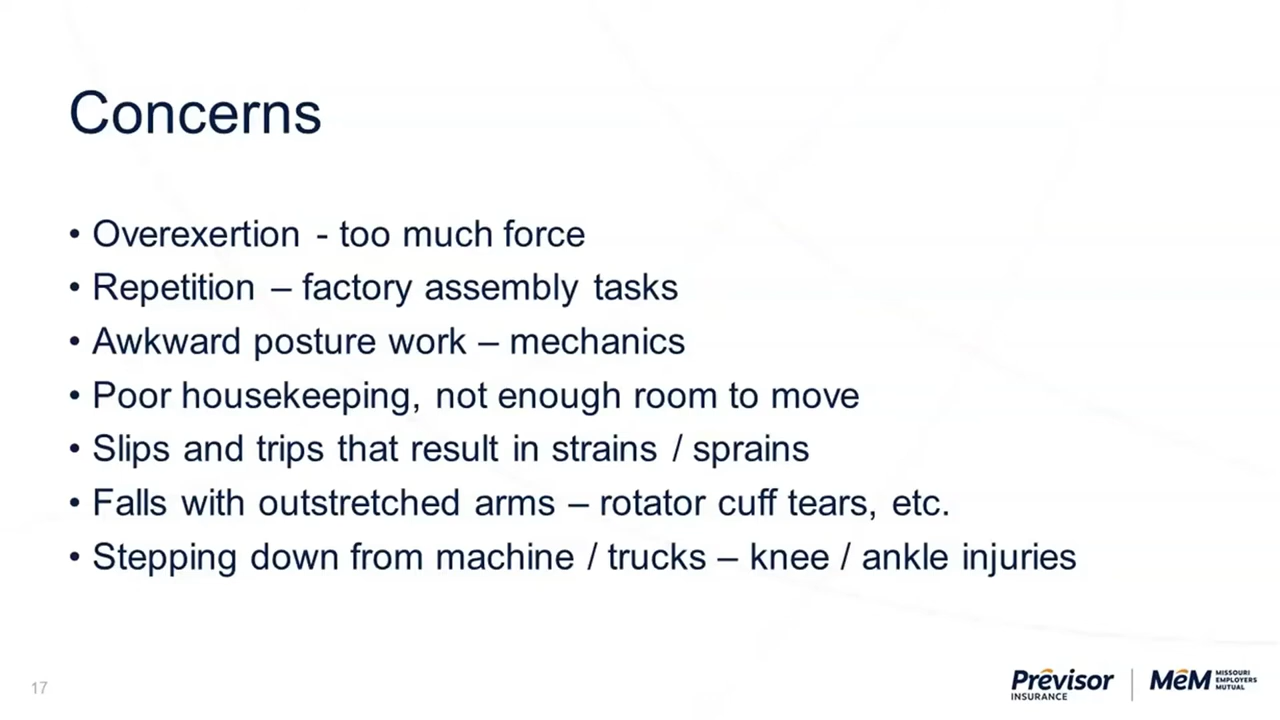 Concerns
• Overexertion - too much force
• Repetition – factory assembly tasks
• Awkward posture work – mechanics
• Poor housekeeping, not enough room to move
• Slips and trips that result in strains / sprains
• Falls with outstretched arms – rotator cuff tears, etc.
• Stepping down from machine / trucks – knee / ankle injuries
17
Prēvisor
INSURANCE
MēM
MISSOURI
EMPLOYERS
MUTUAL